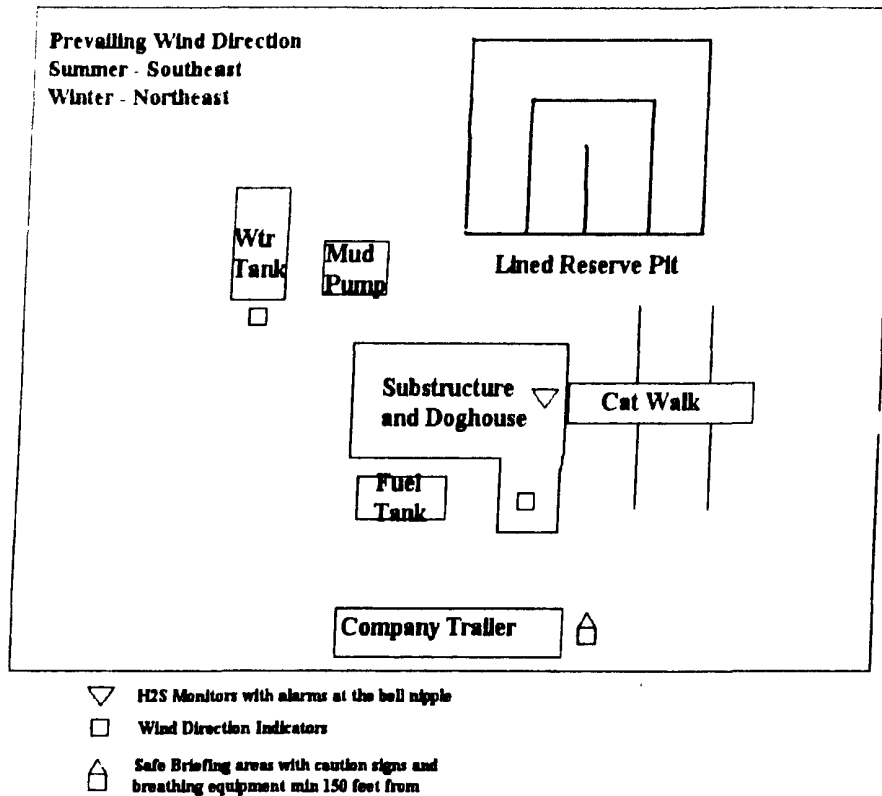 Prevailing Wind Direction
Summer - Southeast
Winter - Northeast
Wtr
Tank
Mud
Pump
Lined Reserve Pit
Substructure
and Doghouse
Cat Walk
Fuel
Tank
Company Trailer
H2S Monitors with alarms at the bell nipple
Wind Direction Indicators
Safe Briefing areas with caution signs and
breathing equipment min 150 feet from